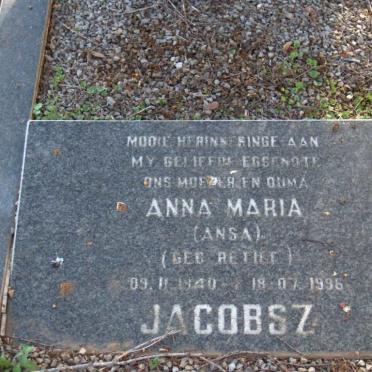 MOOIE HERINNERINGE AAN
MY GELIEFDE EGGENOTE
ONS MOEDER EN OUMA
ANNA MARIA
(ANSA)
(GEB RETIEF)
09.11.1940 - 18.07.1996
JACOBSZ